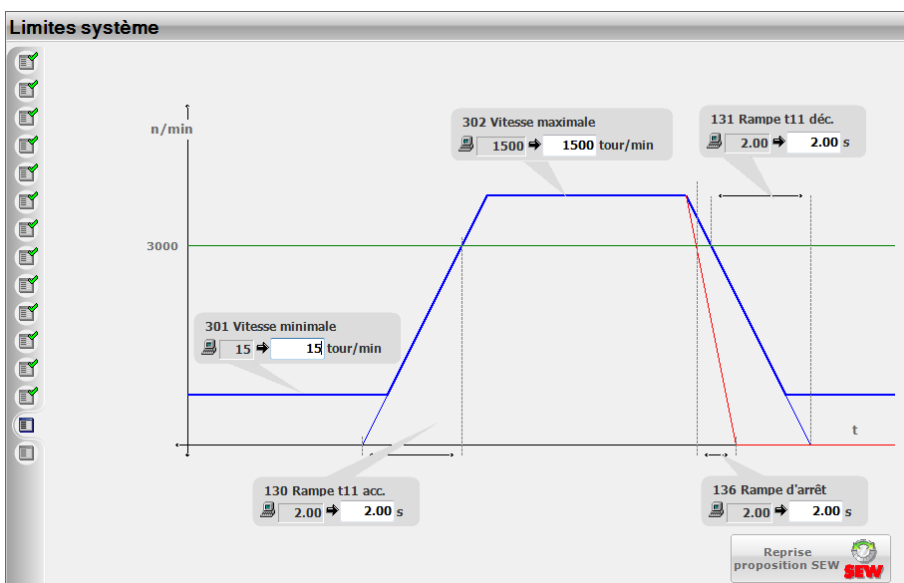 Limites système
n/min
302 Vitesse maximale
1500 1500 tour/min
131 Rampe t11 déc.
2.00 2.00 s
3000
301 Vitesse minimale
15 15 tour/min
t
130 Rampe t11 acc.
2.00 2.00 s
136 Rampe d'arrêt
2.00 2.00 s
Reprise
proposition SEW
SEW